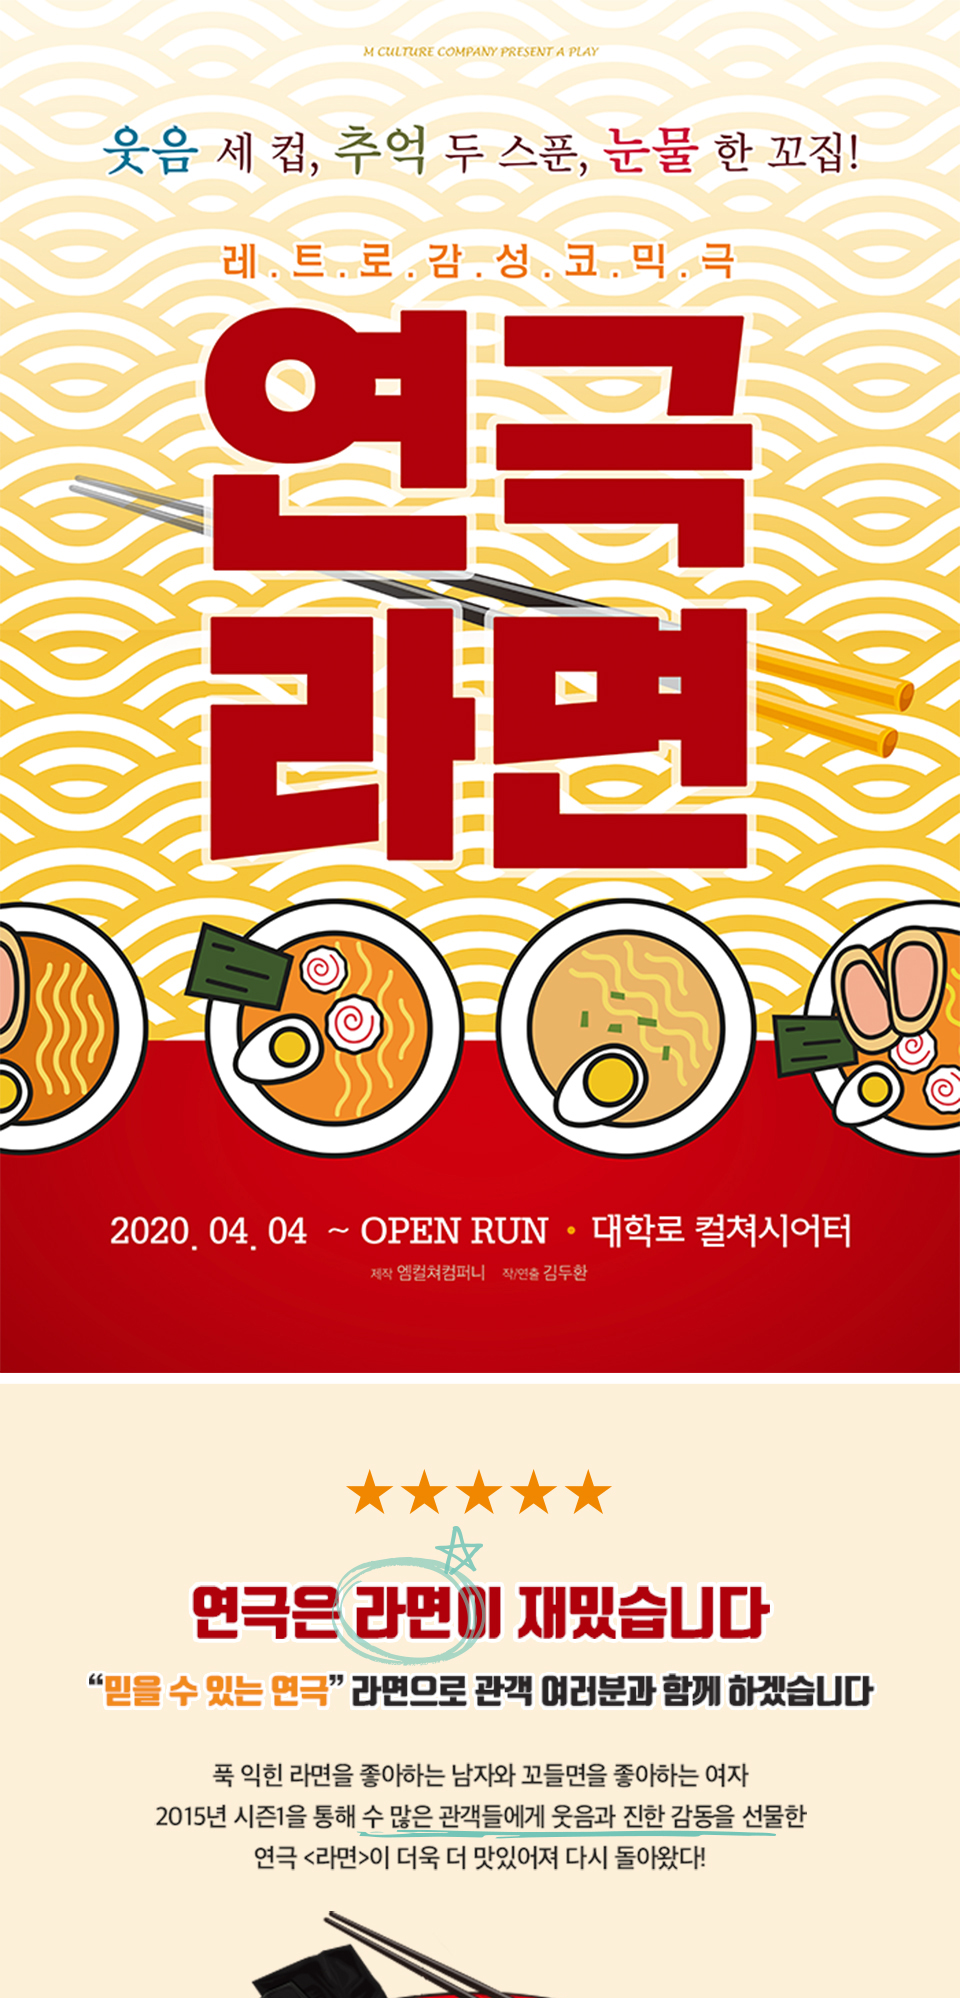 M CULTURE COMPANY PRESENT A PLAY
웃음 세 컵, 추억 두 스푼, 눈물 한 꼬집!
레.트.로.감.성.코.믹.극
연극
라면
2020. 04. 04 ~ OPEN RUN • 대학로 컬쳐시어터
제작 엠컬쳐컴퍼니 작/연출 김두환
연극은 라면이 재밌습니다
“믿을 수 있는 연극” 라면으로 관객 여러분과 함께 하겠습니다
푹 익힌 라면을 좋아하는 남자와 꼬들면을 좋아하는 여자
2015년 시즌1을 통해 수 많은 관객들에게 웃음과 진한 감동을 선물한
연극 <라면>이 더욱 더 맛있어져 다시 돌아왔다!